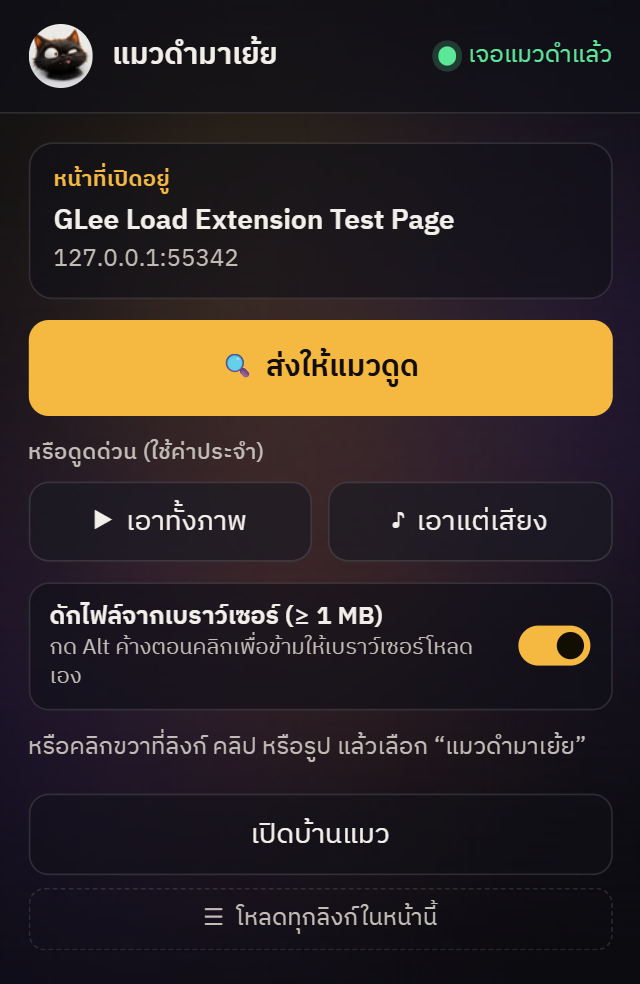 แมวดำมาเย้ย
เจอแมวดำแล้ว
หน้าที่เปิดอยู่
GLee Load Extension Test Page
127.0.0.1:55342
ส่งให้แมวดูด
หรือดูดด่วน (ใช้ค่าประจำ)
▶ เอาทั้งภาพ
♪ เอาแต่เสียง
ดักไฟล์จากเบราว์เซอร์ (≥ 1 MB)
กด Alt ค้างตอนคลิกเพื่อข้ามให้เบราว์เซอร์โหลด
เอง
หรือคลิกขวาที่ลิงก์ คลิป หรือรูป แล้วเลือก “แมวดำมาเย้ย”
เปิดบ้านแมว
☰ โหลดทุกลิงก์ในหน้านี้